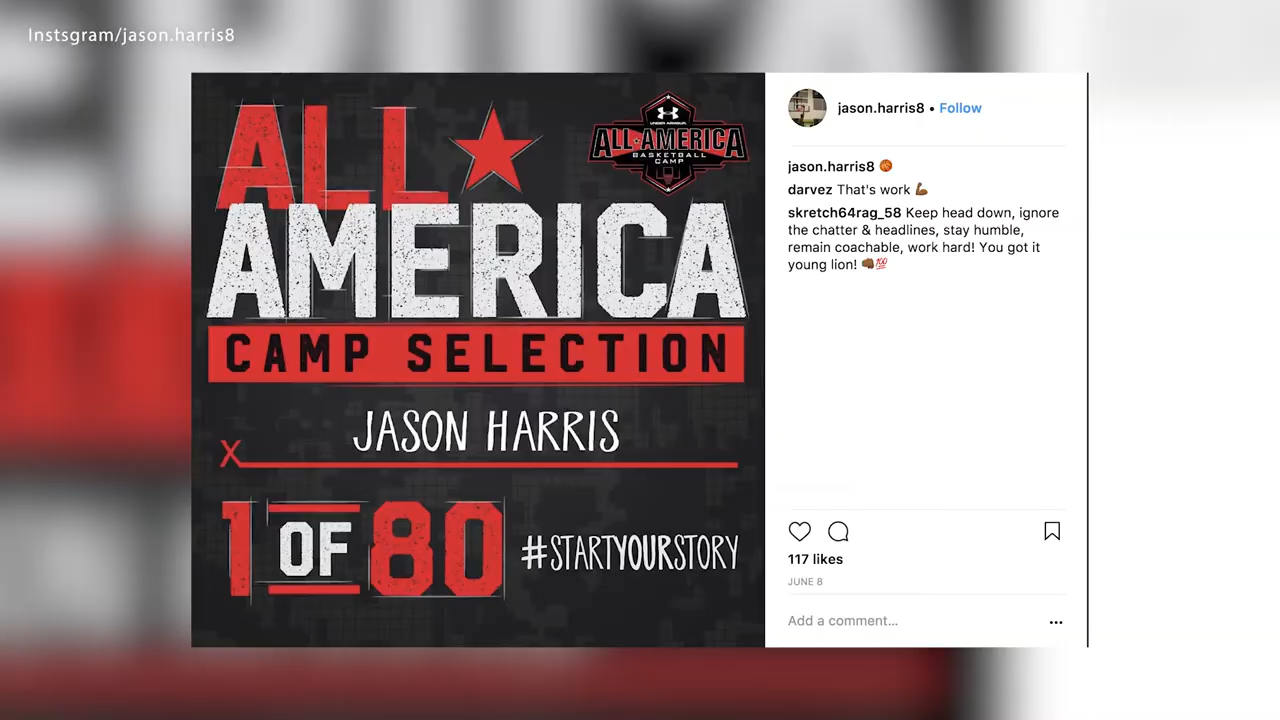 Instsgram/jason.harris8
ALL
AMERICA
CAMP SELECTION
JASON HARRIS
X
1 OF 80
#STARTYOURSTORY
UNDER ARMOUR
ALL-AMERICA
BASKETBALL
CAMP
jason.harris8 • Follow
jason.harris8 🏀
darvez That's work 💪🏾
skretch64rag_58 Keep head down, ignore
the chatter & headlines, stay humble,
remain coachable, work hard! You got it
young lion! 👊🏾💯
117 likes
JUNE 8
Add a comment...